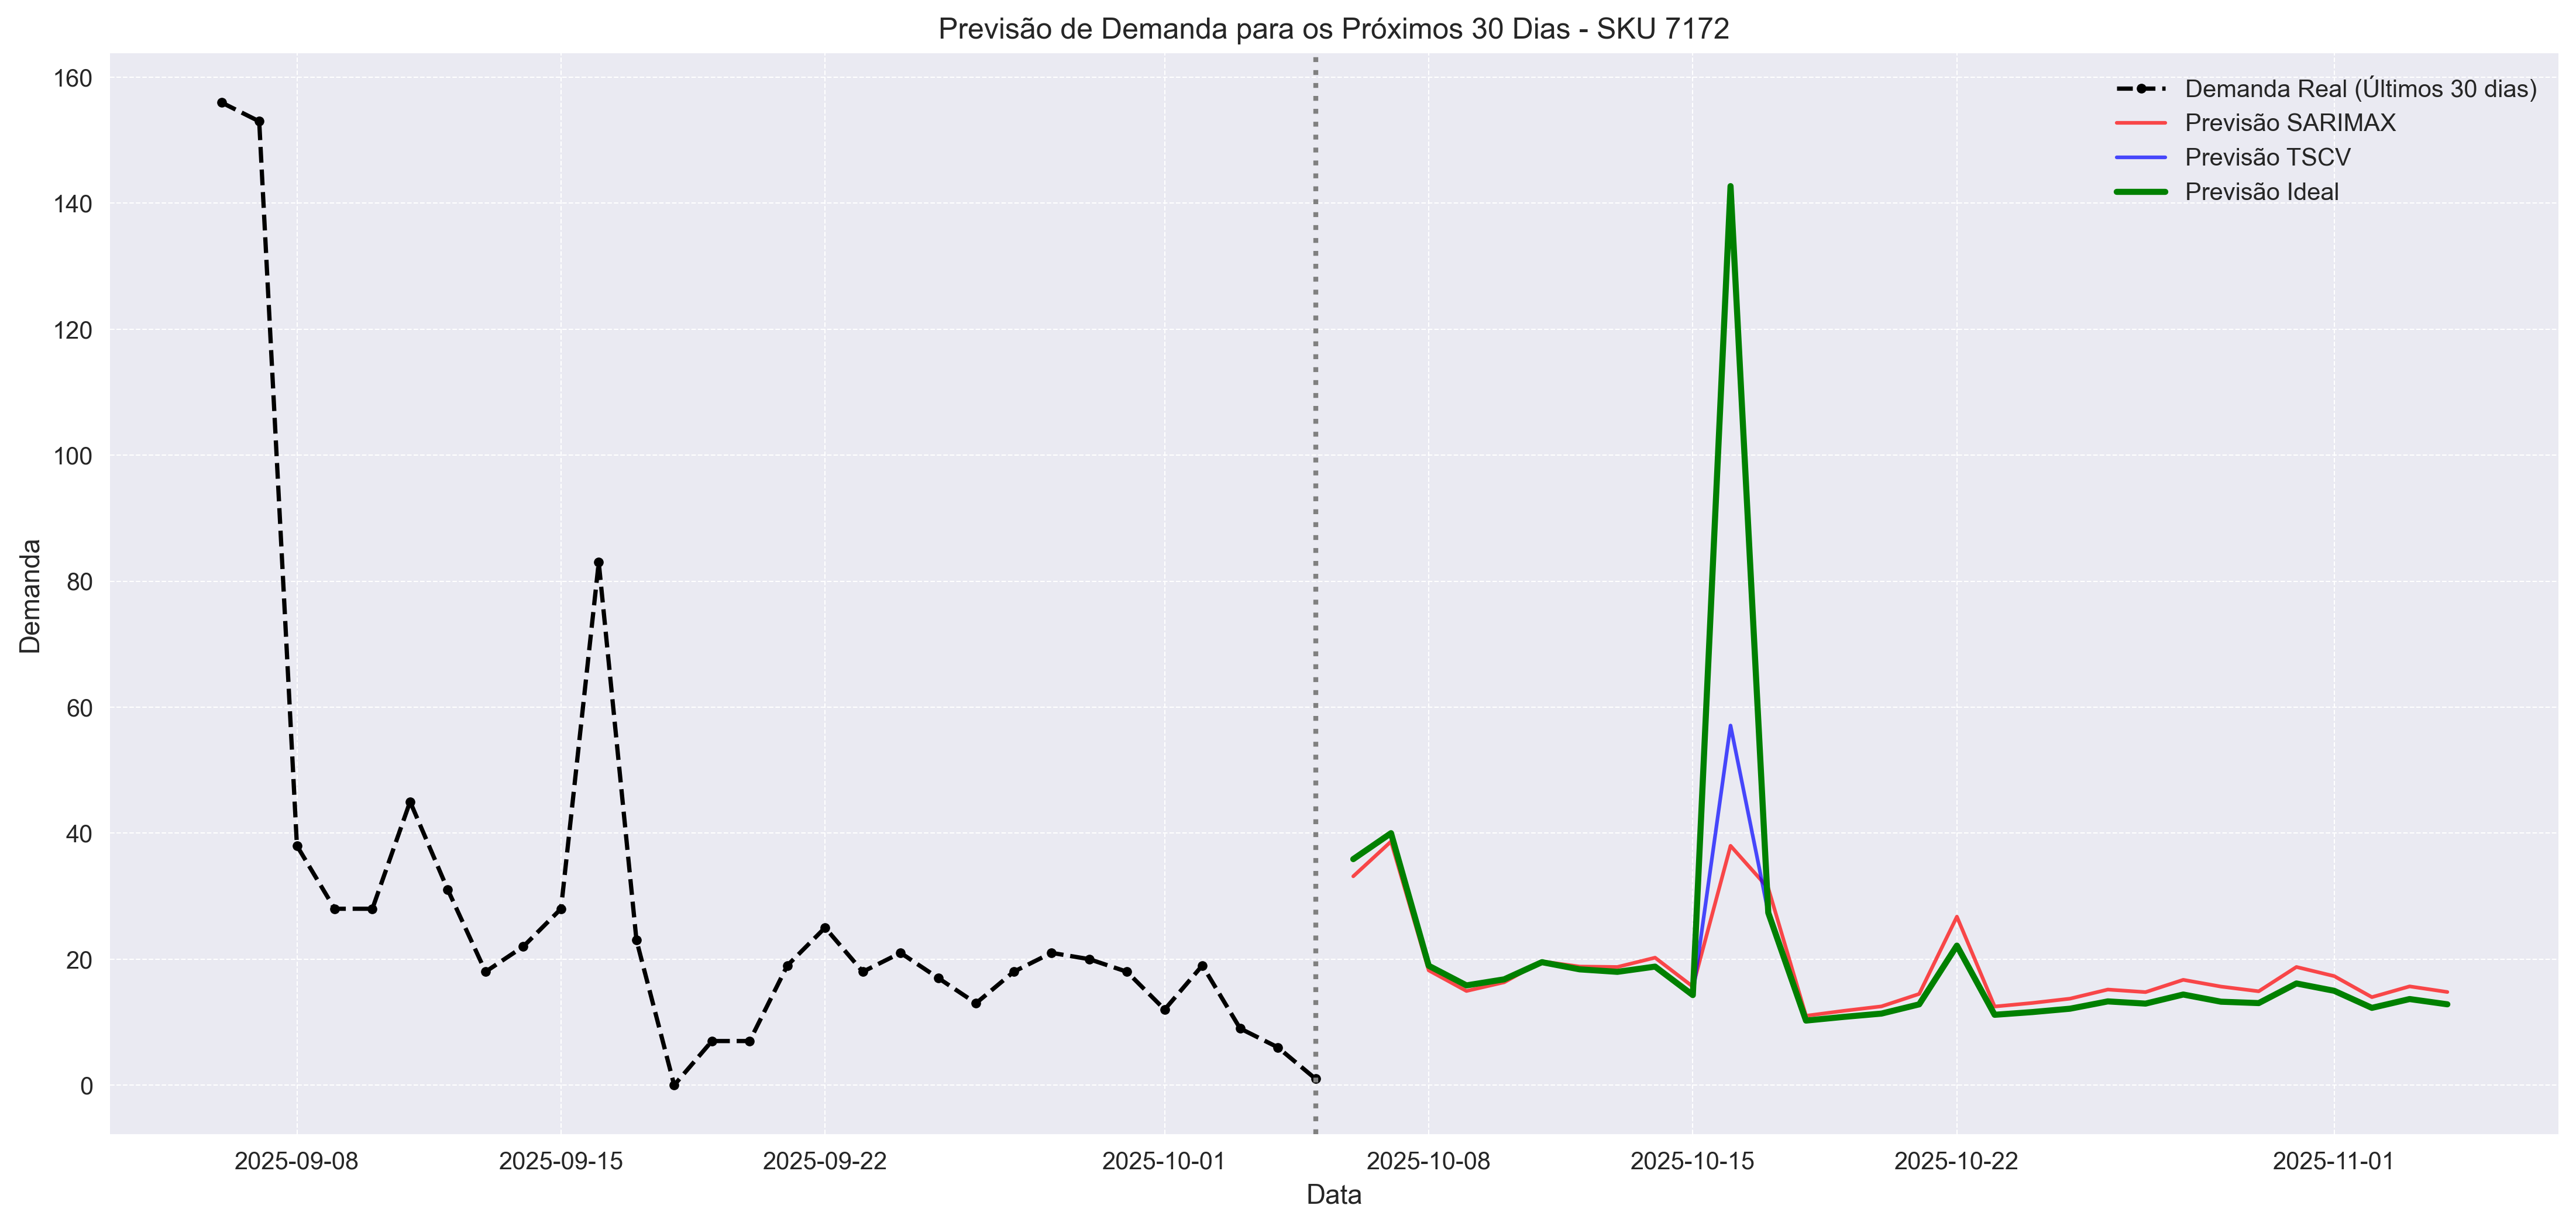 Previsão de Demanda para os Próximos 30 Dias - SKU 7172
160
140
120
100
80
60
40
20
0
Demanda
Demanda Real (Últimos 30 dias)
Previsão SARIMAX
Previsão TSCV
Previsão Ideal
2025-09-08
2025-09-15
2025-09-22
2025-10-01
2025-10-08
2025-10-15
2025-10-22
2025-11-01
Data